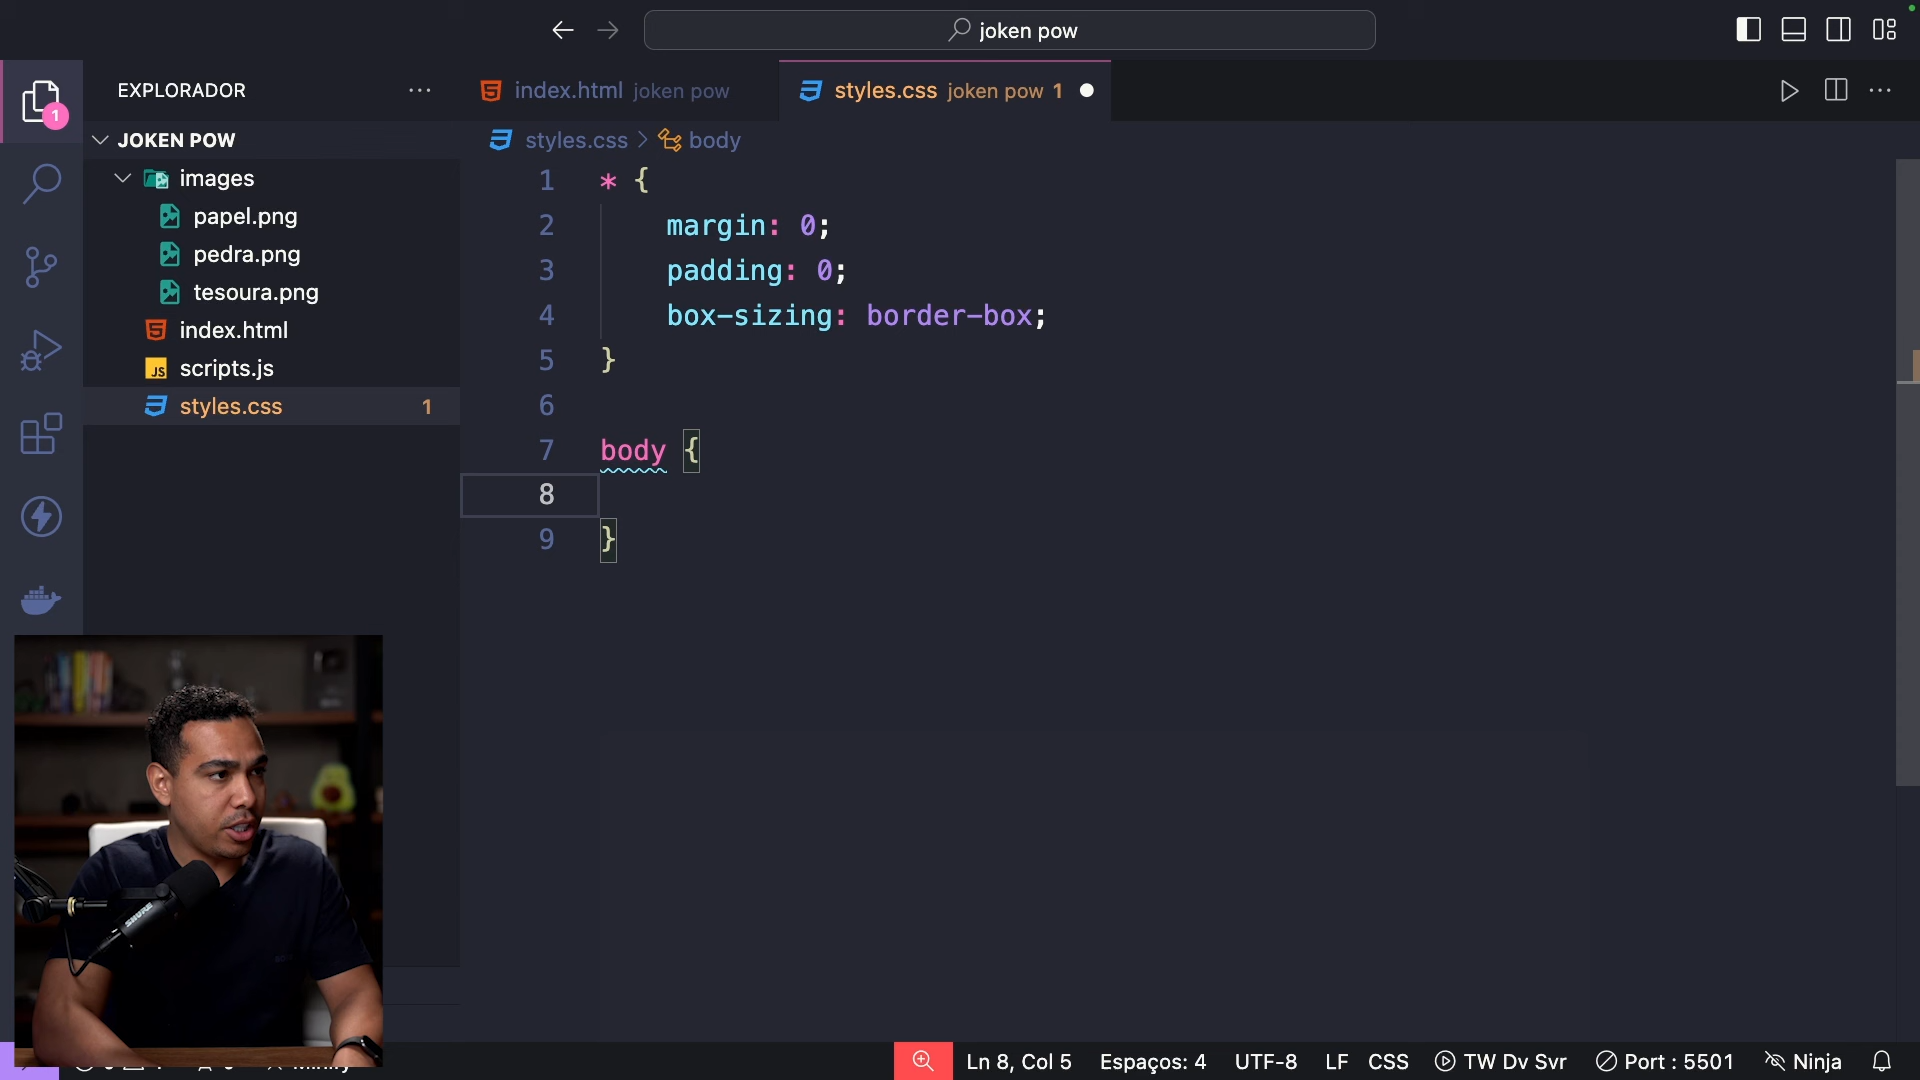 joken pow
EXPLORADOR
index.html joken pow
styles.css joken pow 1
1
JOKEN POW
styles.css > body
images
papel.png
pedra.png
tesoura.png
index.html
JS scripts.js
styles.css 1
1 * {
2 margin: 0;
3 padding: 0;
4 box-sizing: border-box;
5 }
6
7 body {
8
9 }
SHURE
Ln 8, Col 5 Espaços: 4 UTF-8 LF CSS TW Dv Svr Port : 5501 Ninja